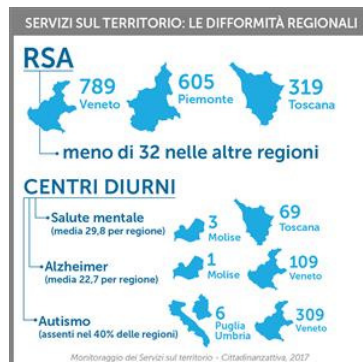 SERVIZI SUL TERRITORIO: LE DIFFORMITÀ REGIONALI
RSA
789
Veneto
605
Piemonte
319
Toscana
meno di 32 nelle altre regioni
CENTRI DIURNI
Salute mentale
(media 29,8 per regione)
3
Molise
69
Toscana
Alzheimer
(media 22,7 per regione)
1
Molise
109
Veneto
Autismo
(assenti nel 40% delle regioni)
6
Puglia
Umbria
309
Veneto
Monitoraggio dei Servizi sul territorio - Cittadinanzattiva, 2017